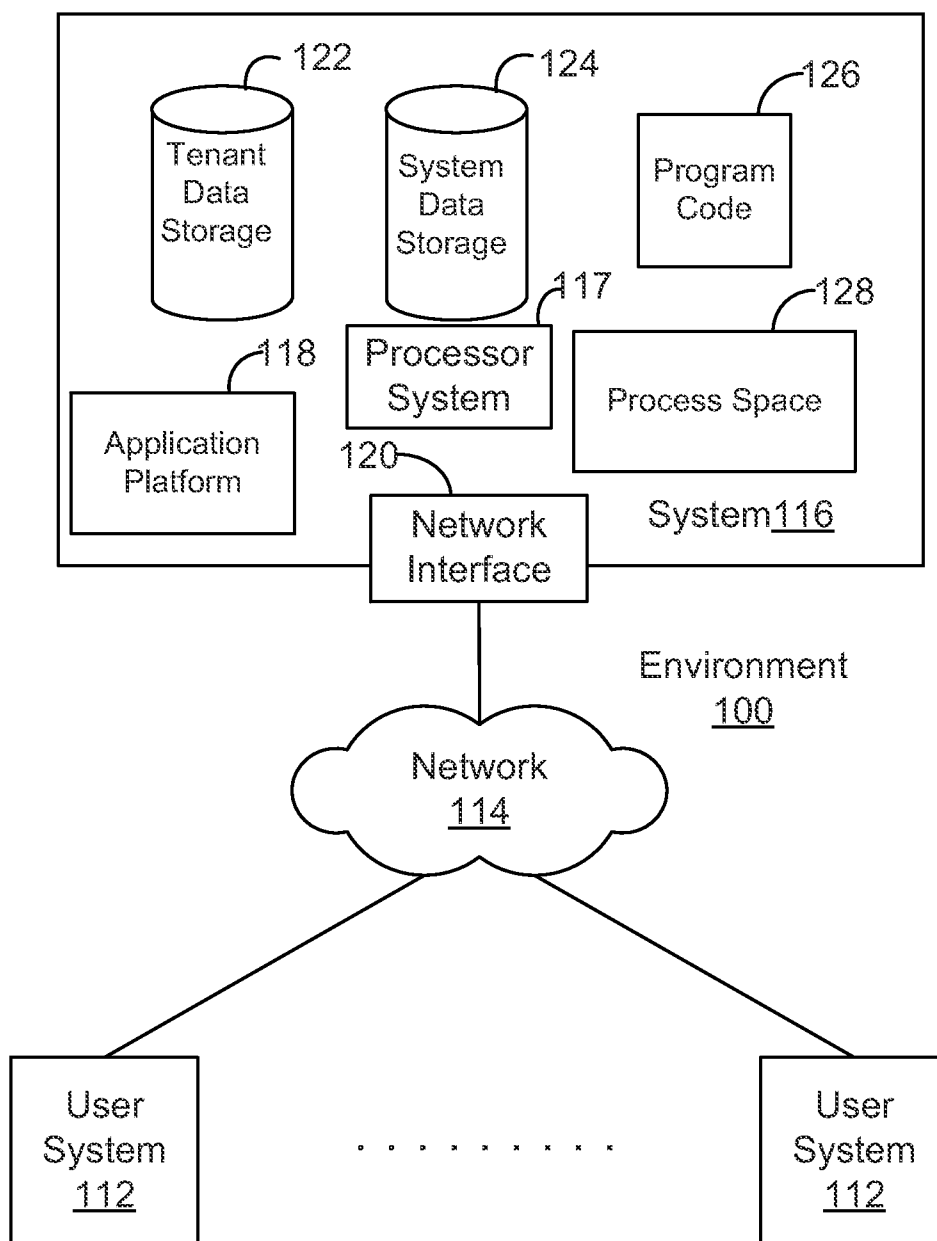 122
124
126
Tenant
Data
Storage
System
Data
Storage
Program
Code
117
128
118
Processor
System
Process Space
Application
Platform
120
Network
Interface
System116
Environment
100
Network
114
User
System
112
User
System
112